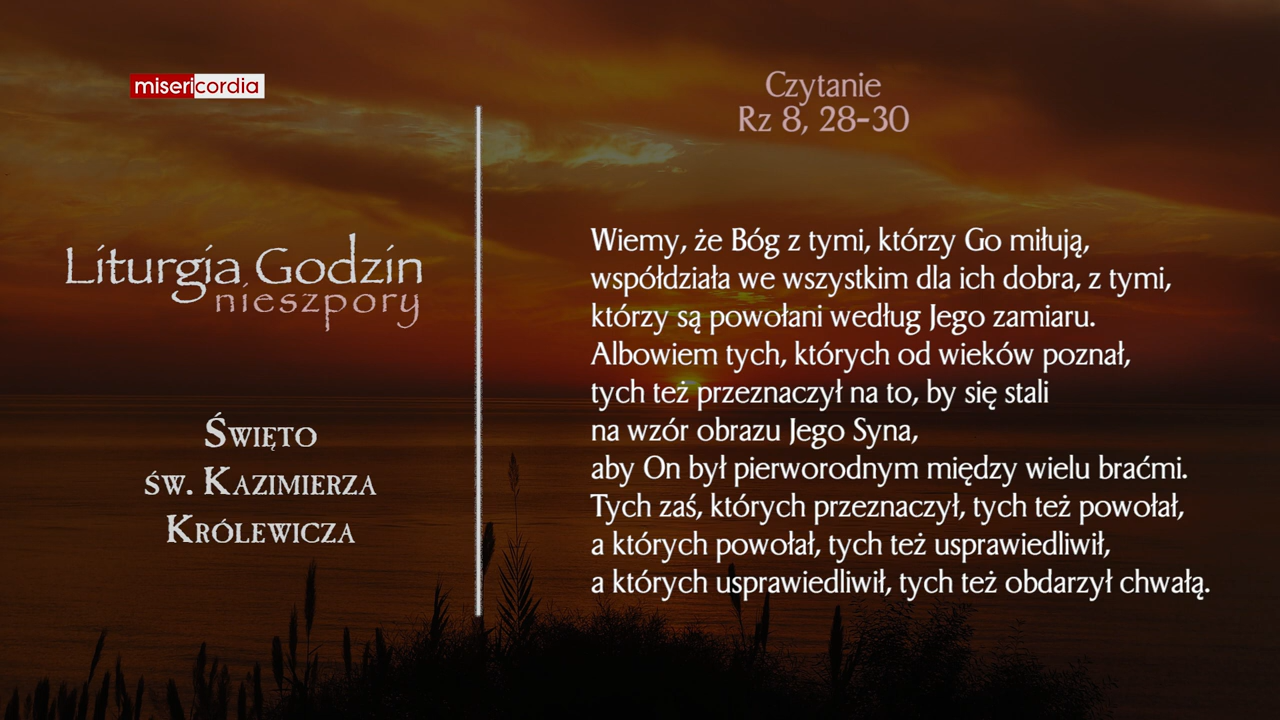 misericordia
Liturgia Godzin
nieszpory
Święto
św. Kazimierza
Królewicza
Czytanie
Rz 8, 28-30
Wiemy, że Bóg z tymi, którzy Go miłują,
współdziała we wszystkim dla ich dobra, z tymi,
którzy są powołani według Jego zamiaru.
Albowiem tych, których od wieków poznał,
tych też przeznaczył na to, by się stali
na wzór obrazu Jego Syna,
aby On był pierworodnym między wielu braćmi.
Tych zaś, których przeznaczył, tych też powołał,
a których powołał, tych też usprawiedliwił,
a których usprawiedliwił, tych też obdarzył chwałą.